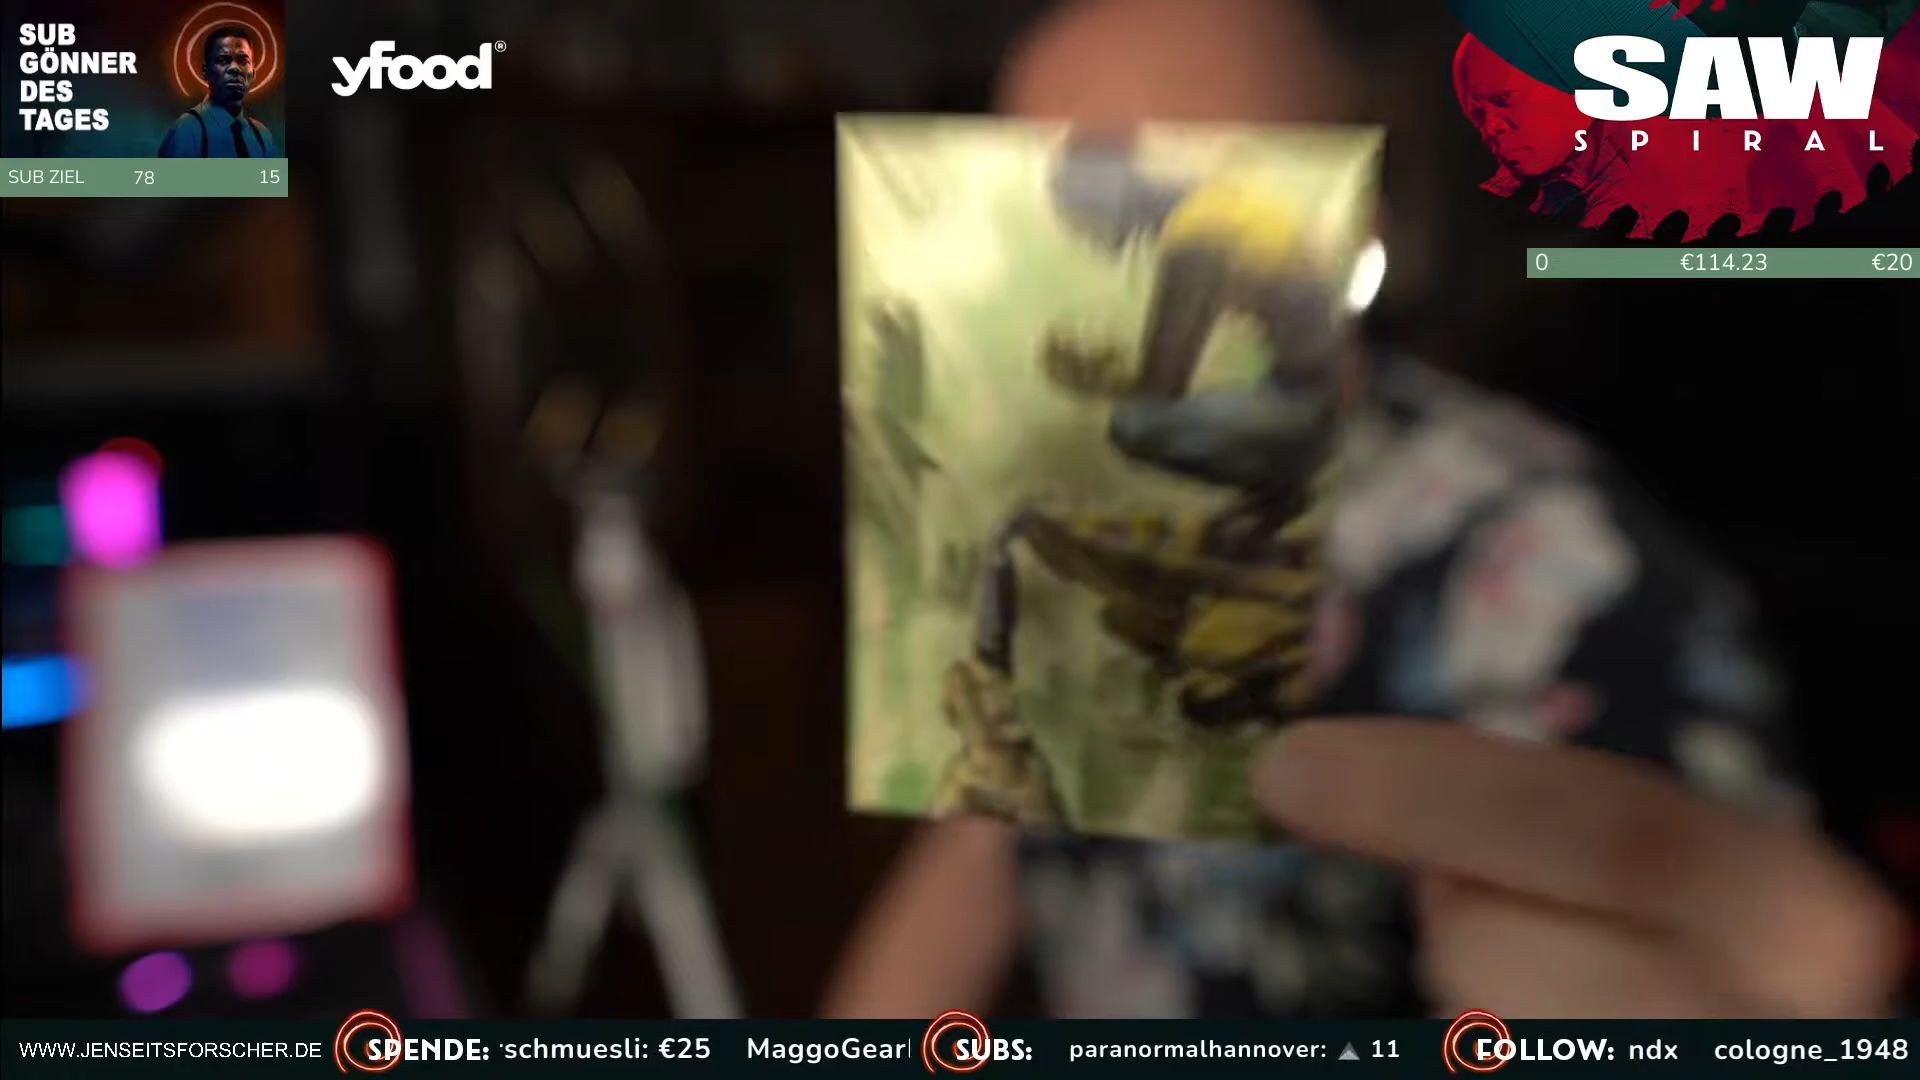 SUB
GÖNNER
DES
TAGES
yfood®
SAW
SPIRAL
SUB ZIEL 78 15
0 €114.23 €20
WWW.JENSEITSFORSCHER.DE SPENDE: schmuesli: €25 MaggoGear SUBS: paranormalhannover: 11 FOLLOW: ndx cologne_1948